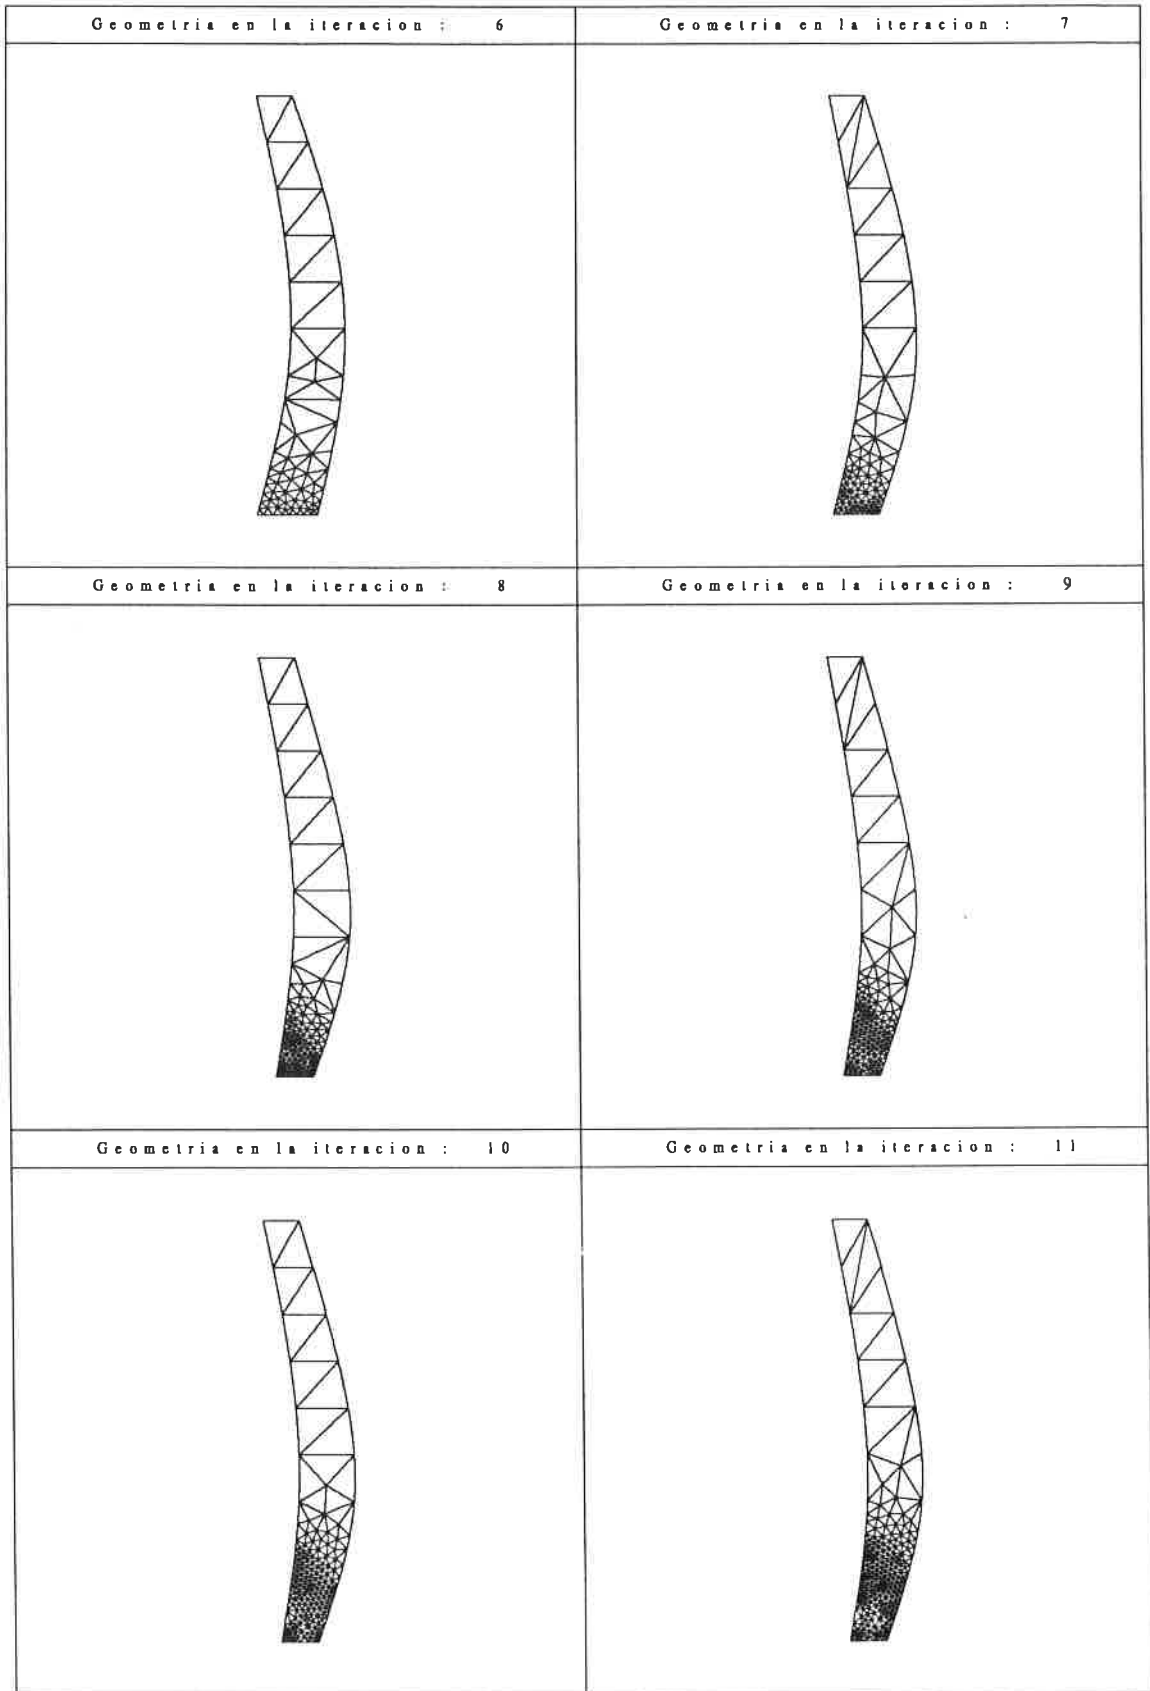 Geometria en la iteracion : 6
Geometria en la iteracion : 7
Geometria en la iteracion : 8
Geometria en la iteracion : 9
Geometria en la iteracion : 10
Geometria en la iteracion : 11